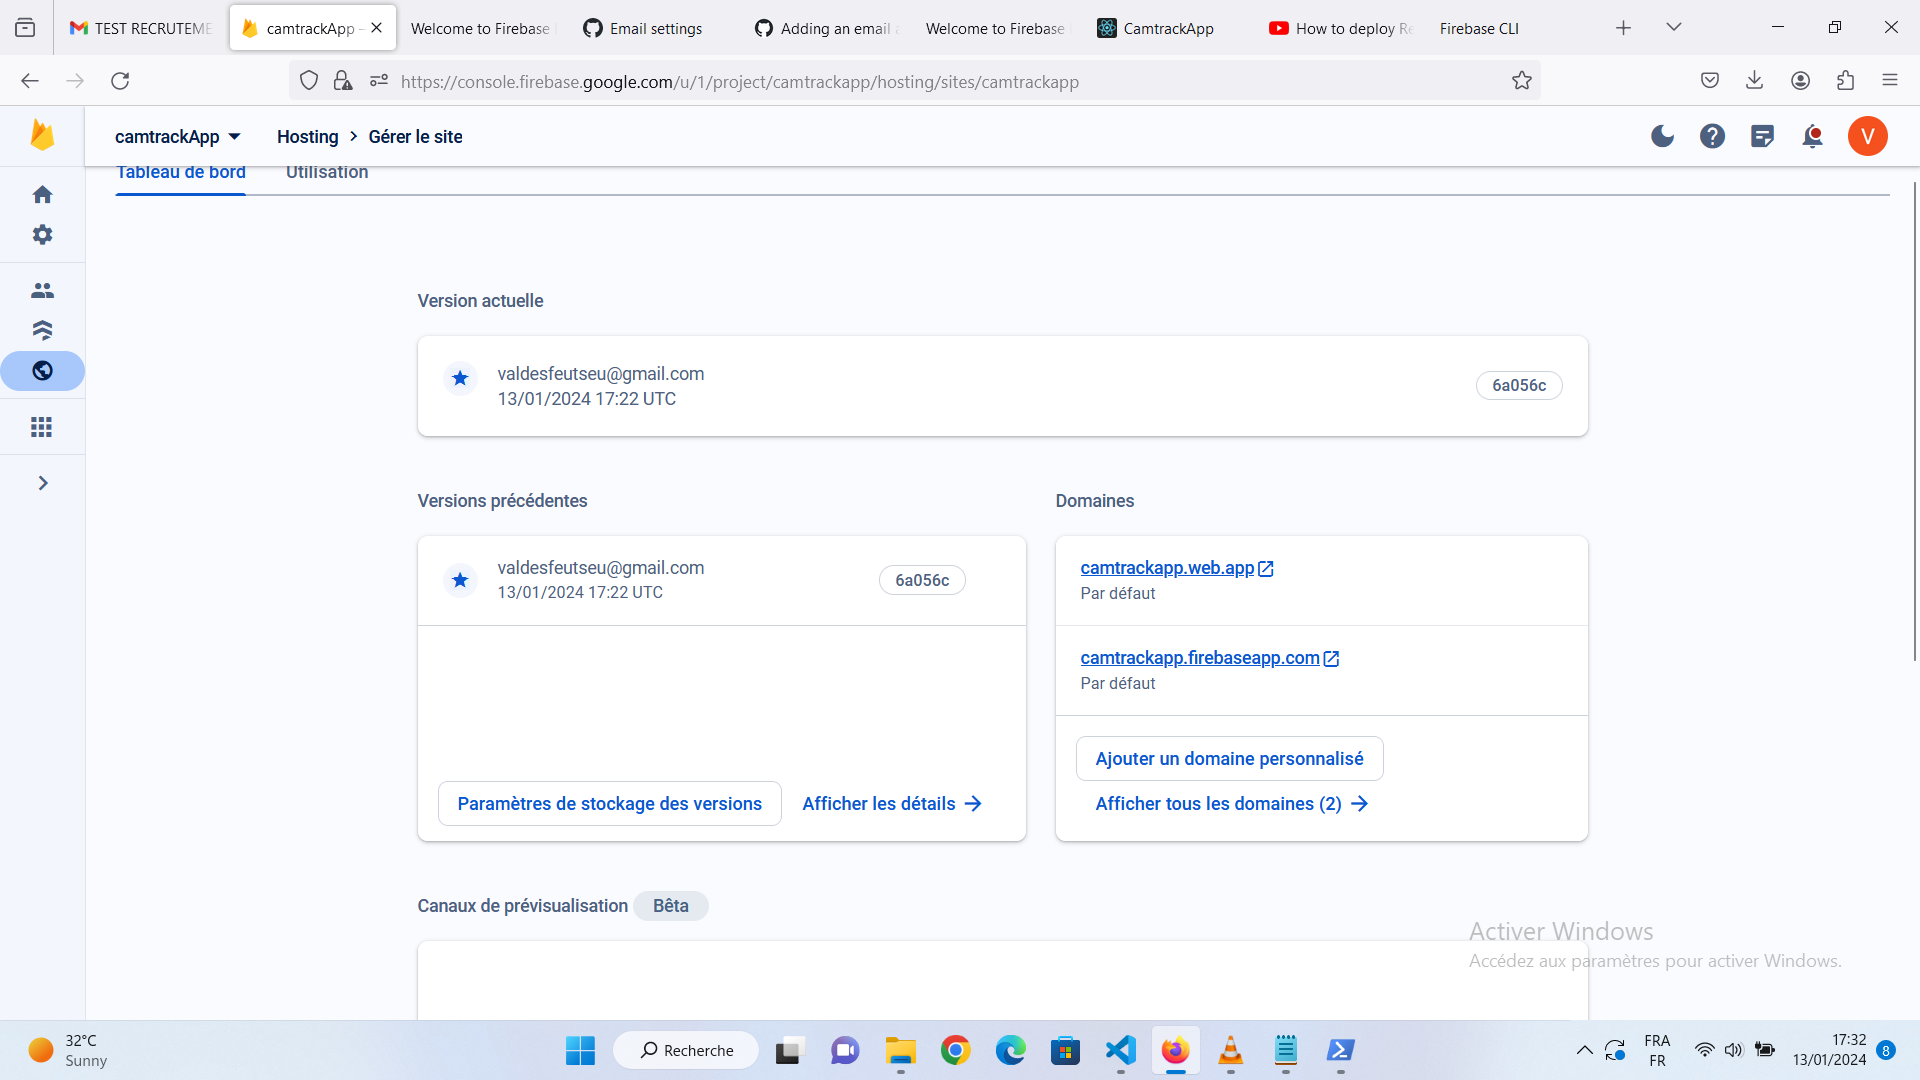 TEST RECRUTEME
camtrackApp -
Welcome to Firebase
Email settings
Adding an email a
Welcome to Firebase
CamtrackApp
How to deploy Re
Firebase CLI
https://console.firebase.google.com/u/1/project/camtrackapp/hosting/sites/camtrackapp
camtrackApp
Hosting > Gérer le site
V
Tableau de bord
Utilisation
Version actuelle
valdesfeutseu@gmail.com
13/01/2024 17:22 UTC
6a056c
Versions précédentes
valdesfeutseu@gmail.com
13/01/2024 17:22 UTC
6a056c
Paramètres de stockage des versions
Afficher les détails
Domaines
camtrackapp.web.app
Par défaut
camtrackapp.firebaseapp.com
Par défaut
Ajouter un domaine personnalisé
Afficher tous les domaines (2)
Canaux de prévisualisation
Bêta
Activer Windows
Accédez aux paramètres pour activer Windows.
32°C
Sunny
Recherche
FRA
FR
17:32
13/01/2024
8